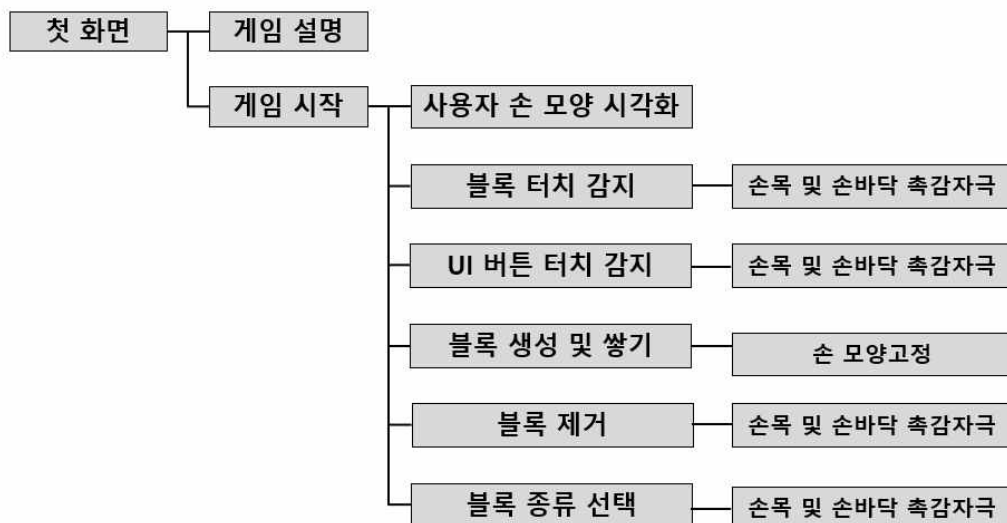 첫 화면
게임 설명
게임 시작
사용자 손 모양 시각화
블록 터치 감지
손목 및 손바닥 촉감자극
UI 버튼 터치 감지
손목 및 손바닥 촉감자극
블록 생성 및 쌓기
손 모양고정
블록 제거
손목 및 손바닥 촉감자극
블록 종류 선택
손목 및 손바닥 촉감자극